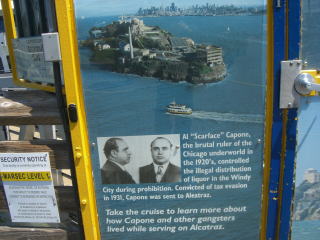 Al "Scarface" Capone,
the brutal ruler of the
Chicago underworld in
the 1920's, controlled
the illegal distribution
of liquor in the Windy
City during prohibition. Convicted of tax evasion
in 1931, Capone was sent to Alcatraz.
Take the cruise to learn more about
how Capone and other gangsters
lived while serving on Alcatraz.
SECURITY NOTICE
MARSEC LEVEL